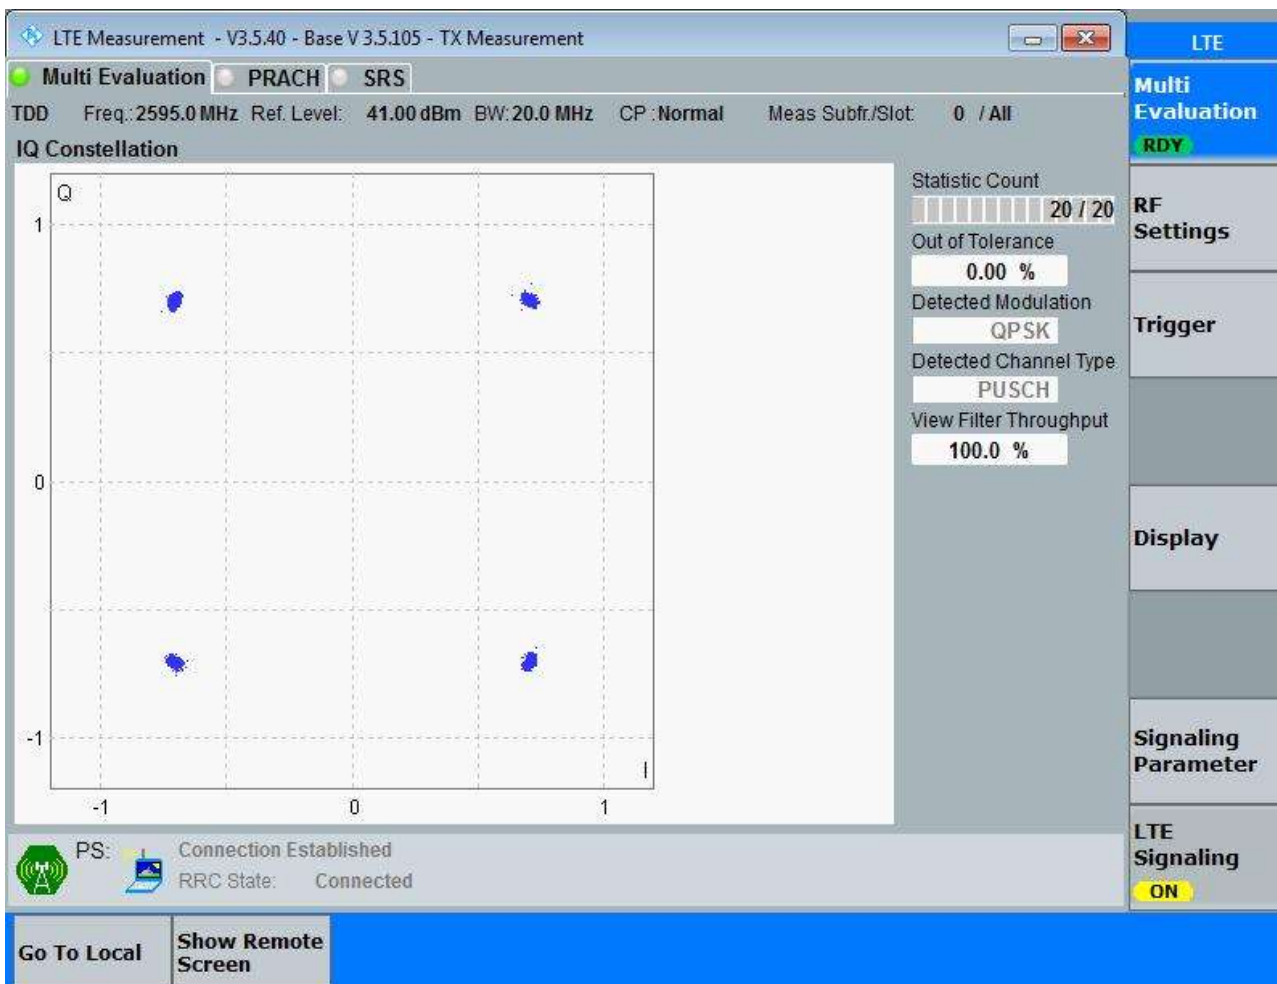 LTE Measurement - V3.5.40 - Base V 3.5.105 - TX Measurement
LTE
Multi Evaluation PRACH SRS
TDD Freq.: 2595.0 MHz Ref. Level: 41.00 dBm BW: 20.0 MHz CP : Normal Meas Subfr./Slot: 0 / All
IQ Constellation
Q
1
0
-1
I
-1 0 1
Statistic Count
20 / 20
Out of Tolerance
0.00 %
Detected Modulation
QPSK
Detected Channel Type
PUSCH
View Filter Throughput
100.0 %
Multi
Evaluation
RDY
RF
Settings
Trigger
Display
Signaling
Parameter
LTE
Signaling
ON
PS: Connection Established
RRC State: Connected
Go To Local
Show Remote
Screen